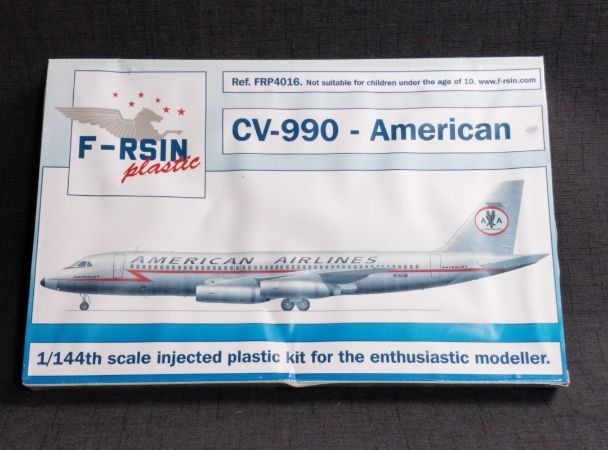 Ref. FRP4016. Not suitable for children under the age of 10. www.f-rsin.com
F-RSIN
plastic
CV-990 - American
AMERICAN AIRLINES
A A
ASTROJET
ASTROJET
1/144th scale injected plastic kit for the enthusiastic modeller.